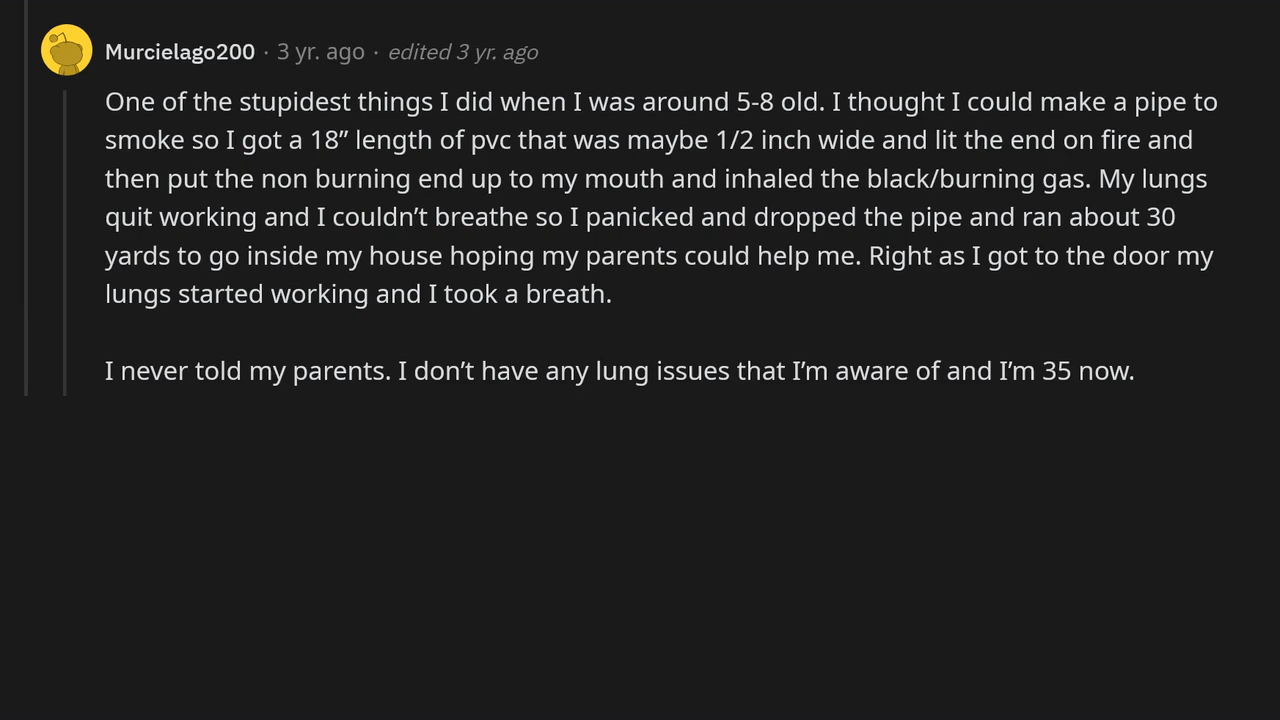 Murcielago200 · 3 yr. ago · edited 3 yr. ago
One of the stupidest things I did when I was around 5-8 old. I thought I could make a pipe to
smoke so I got a 18” length of pvc that was maybe 1/2 inch wide and lit the end on fire and
then put the non burning end up to my mouth and inhaled the black/burning gas. My lungs
quit working and I couldn’t breathe so I panicked and dropped the pipe and ran about 30
yards to go inside my house hoping my parents could help me. Right as I got to the door my
lungs started working and I took a breath.
I never told my parents. I don’t have any lung issues that I’m aware of and I’m 35 now.